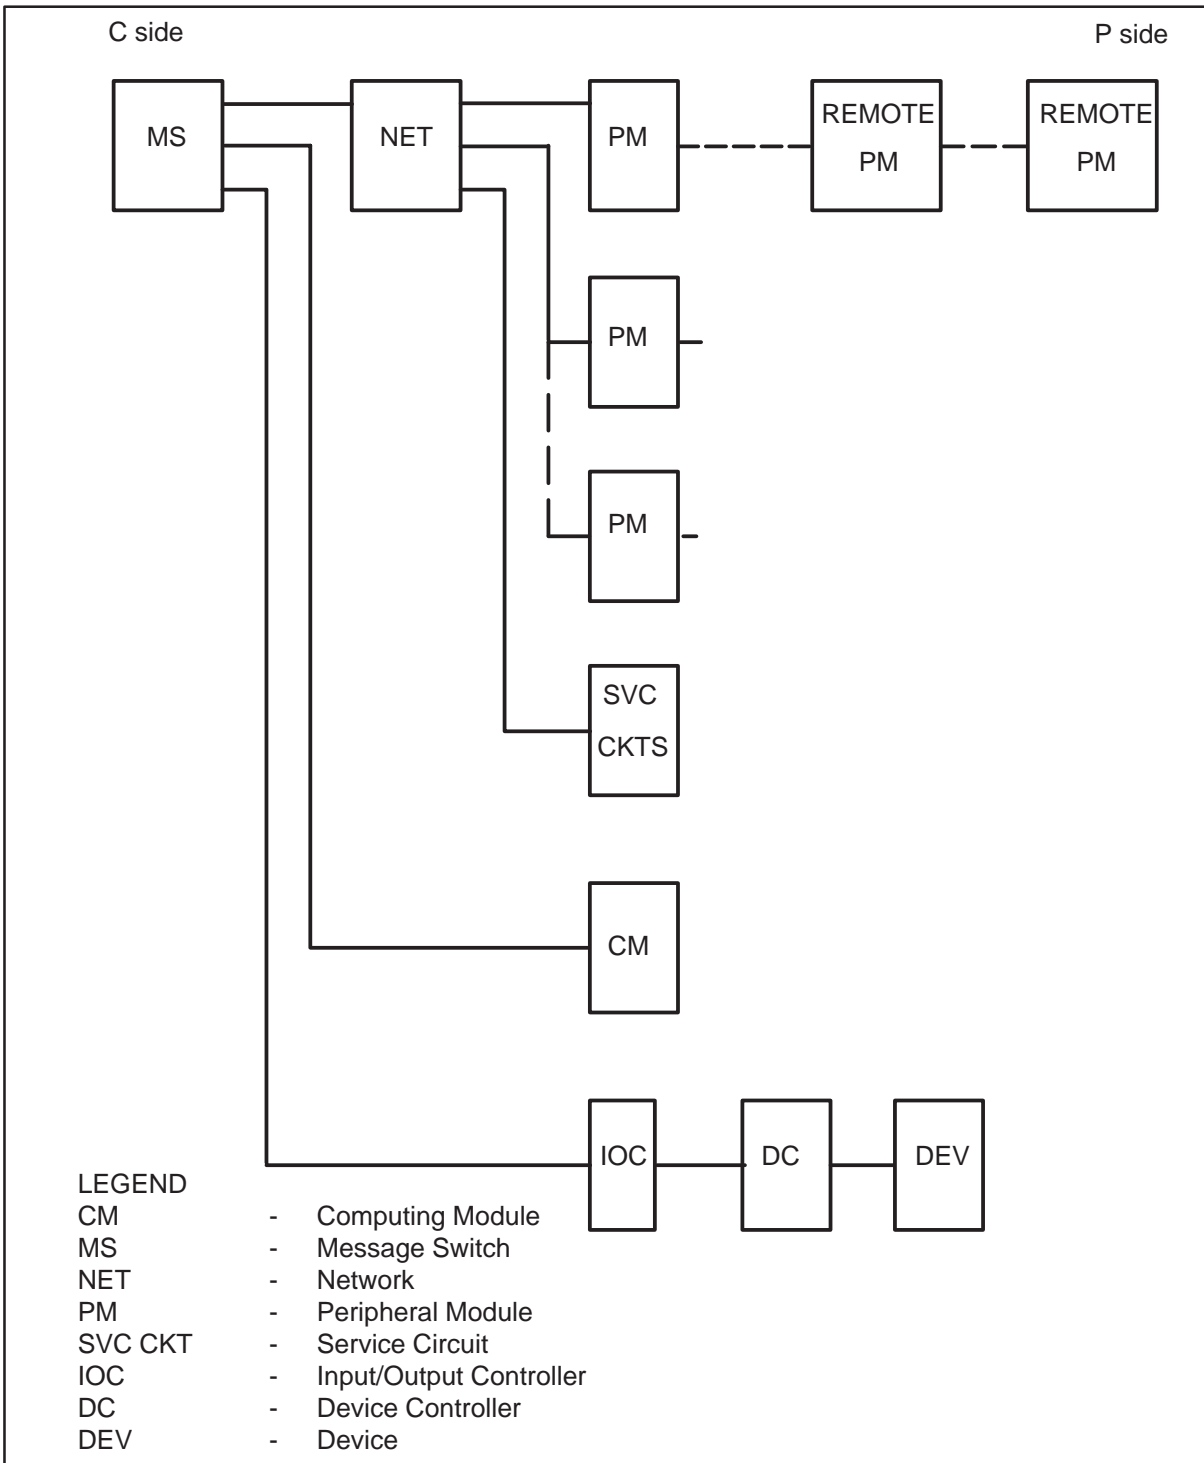 C side
P side
MS
NET
PM
REMOTE
PM
REMOTE
PM
PM
PM
SVC
CKTS
CM
IOC
DC
DEV
LEGEND
CM - Computing Module
MS - Message Switch
NET - Network
PM - Peripheral Module
SVC CKT - Service Circuit
IOC - Input/Output Controller
DC - Device Controller
DEV - Device